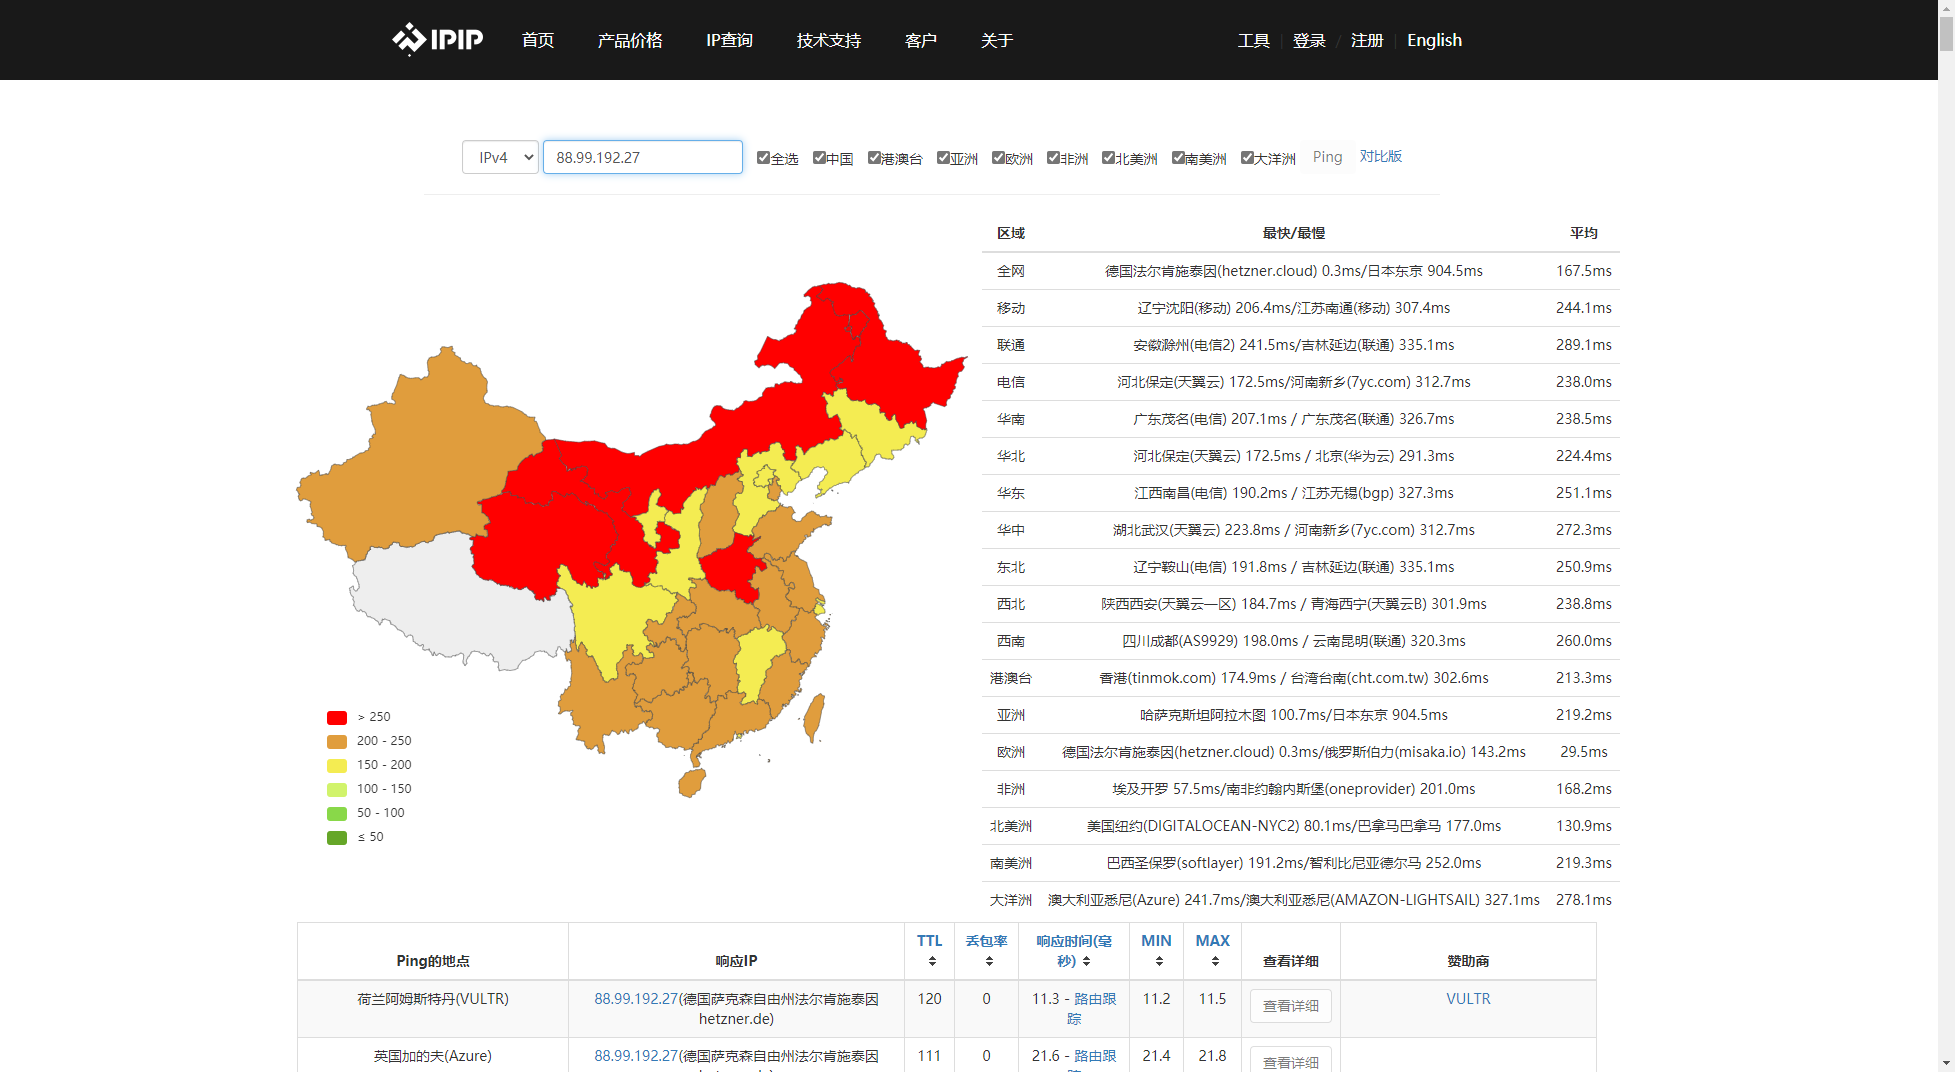 IPIP 首页 产品价格 IP查询 技术支持 客户 关于 工具 登录 / 注册 English
IPv4 88.99.192.27 全选 中国 港澳台 亚洲 欧洲 非洲 北美洲 南美洲 大洋洲 Ping 对比版
区域 最快/最慢 平均
全网 德国法尔肯施泰因(hetzner.cloud) 0.3ms/日本东京 904.5ms 167.5ms
移动 辽宁沈阳(移动) 206.4ms/江苏南通(移动) 307.4ms 244.1ms
联通 安徽滁州(电信2) 241.5ms/吉林延边(联通) 335.1ms 289.1ms
电信 河北保定(天翼云) 172.5ms/河南新乡(7yc.com) 312.7ms 238.0ms
华南 广东茂名(电信) 207.1ms / 广东茂名(联通) 326.7ms 238.5ms
华北 河北保定(天翼云) 172.5ms / 北京(华为云) 291.3ms 224.4ms
华东 江西南昌(电信) 190.2ms / 江苏无锡(bgp) 327.3ms 251.1ms
华中 湖北武汉(天翼云) 223.8ms / 河南新乡(7yc.com) 312.7ms 272.3ms
东北 辽宁鞍山(电信) 191.8ms / 吉林延边(联通) 335.1ms 250.9ms
西北 陕西西安(天翼云一区) 184.7ms / 青海西宁(天翼云B) 301.9ms 238.8ms
西南 四川成都(AS9929) 198.0ms / 云南昆明(联通) 320.3ms 260.0ms
港澳台 香港(tinmok.com) 174.9ms / 台湾台南(cht.com.tw) 302.6ms 213.3ms
亚洲 哈萨克斯坦阿拉木图 100.7ms/日本东京 904.5ms 219.2ms
欧洲 德国法尔肯施泰因(hetzner.cloud) 0.3ms/俄罗斯伯力(misaka.io) 143.2ms 29.5ms
非洲 埃及开罗 57.5ms/南非约翰内斯堡(oneprovider) 201.0ms 168.2ms
北美洲 美国纽约(DIGITALOCEAN-NYC2) 80.1ms/巴拿马巴拿马 177.0ms 130.9ms
南美洲 巴西圣保罗(softlayer) 191.2ms/智利比尼亚德尔马 252.0ms 219.3ms
大洋洲 澳大利亚悉尼(Azure) 241.7ms/澳大利亚悉尼(AMAZON-LIGHTSAIL) 327.1ms 278.1ms
> 250
200 - 250
150 - 200
100 - 150
50 - 100
≤ 50
Ping的地点 响应IP TTL 丢包率 响应时间(毫
秒) MIN MAX 查看详细 赞助商
荷兰阿姆斯特丹(VULTR) 88.99.192.27(德国萨克森自由州法尔肯施泰因 120 0 11.3 - 路由跟 11.2 11.5 查看详细 VULTR
hetzner.de) 踪
英国加的夫(Azure) 88.99.192.27(德国萨克森自由州法尔肯施泰因 111 0 21.6 - 路由跟 21.4 21.8 查看详细